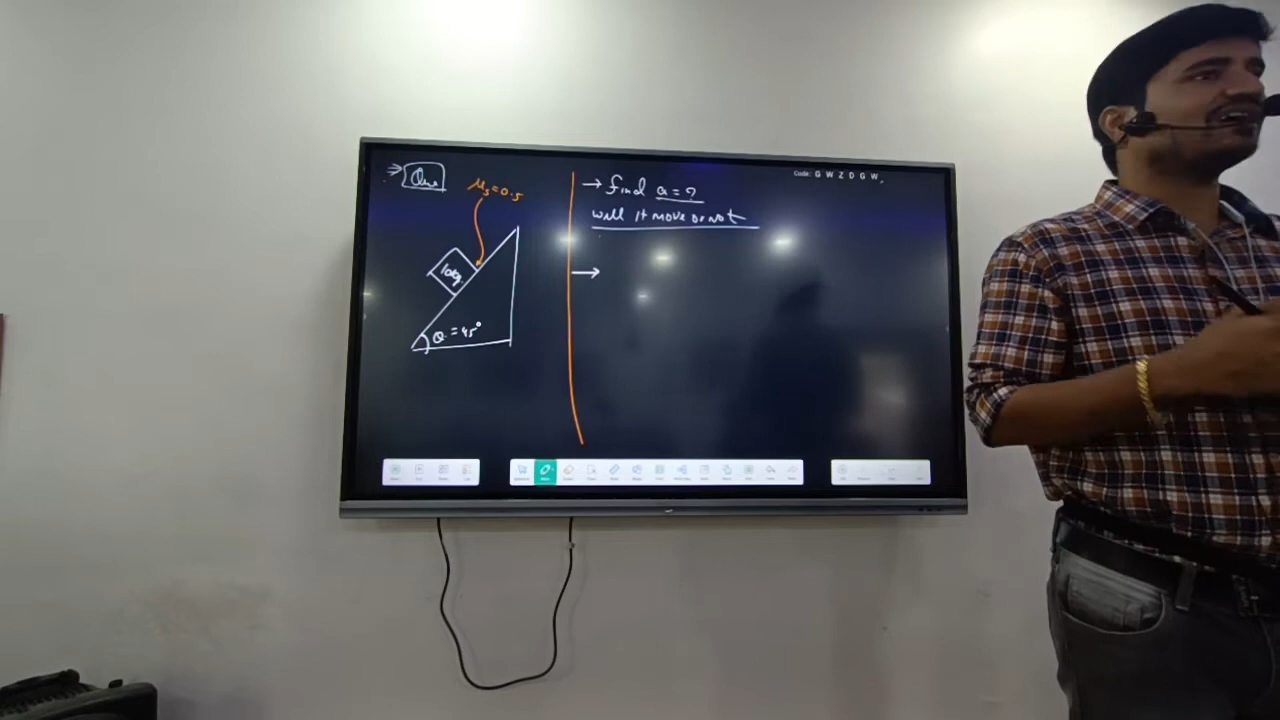 Que
μs=0.5
10kg
θ = 45°
→ find a = ?
will it move or not
→
Code: G W Z D G W